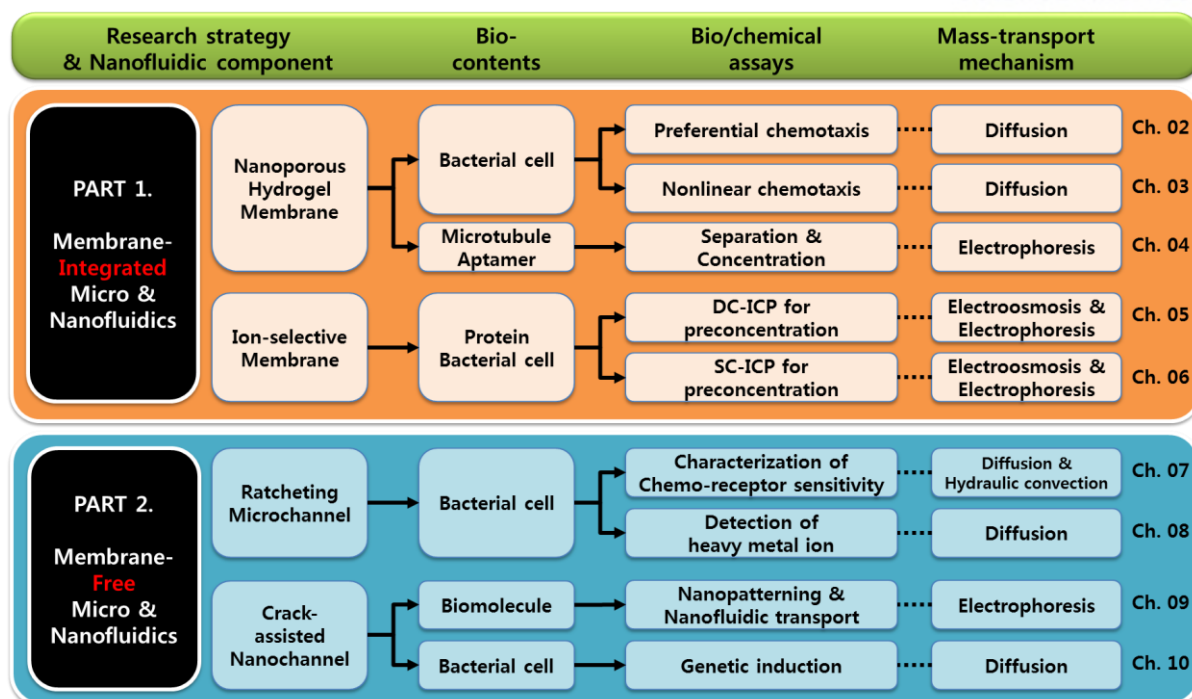 Research strategy
& Nanofluidic component
Bio-
contents
Bio/chemical
assays
Mass-transport
mechanism
PART 1.
Membrane-
Integrated
Micro &
Nanofluidics
Nanoporous
Hydrogel
Membrane
Bacterial cell
Preferential chemotaxis
Diffusion
Ch. 02
Nonlinear chemotaxis
Diffusion
Ch. 03
Microtubule
Aptamer
Separation &
Concentration
Electrophoresis
Ch. 04
Ion-selective
Membrane
Protein
Bacterial cell
DC-ICP for
preconcentration
Electroosmosis &
Electrophoresis
Ch. 05
SC-ICP for
preconcentration
Electroosmosis &
Electrophoresis
Ch. 06
PART 2.
Membrane-
Free
Micro &
Nanofluidics
Ratcheting
Microchannel
Bacterial cell
Characterization of
Chemo-receptor sensitivity
Diffusion &
Hydraulic convection
Ch. 07
Detection of
heavy metal ion
Diffusion
Ch. 08
Crack-
assisted
Nanochannel
Biomolecule
Nanopatterning &
Nanofluidic transport
Electrophoresis
Ch. 09
Bacterial cell
Genetic induction
Diffusion
Ch. 10